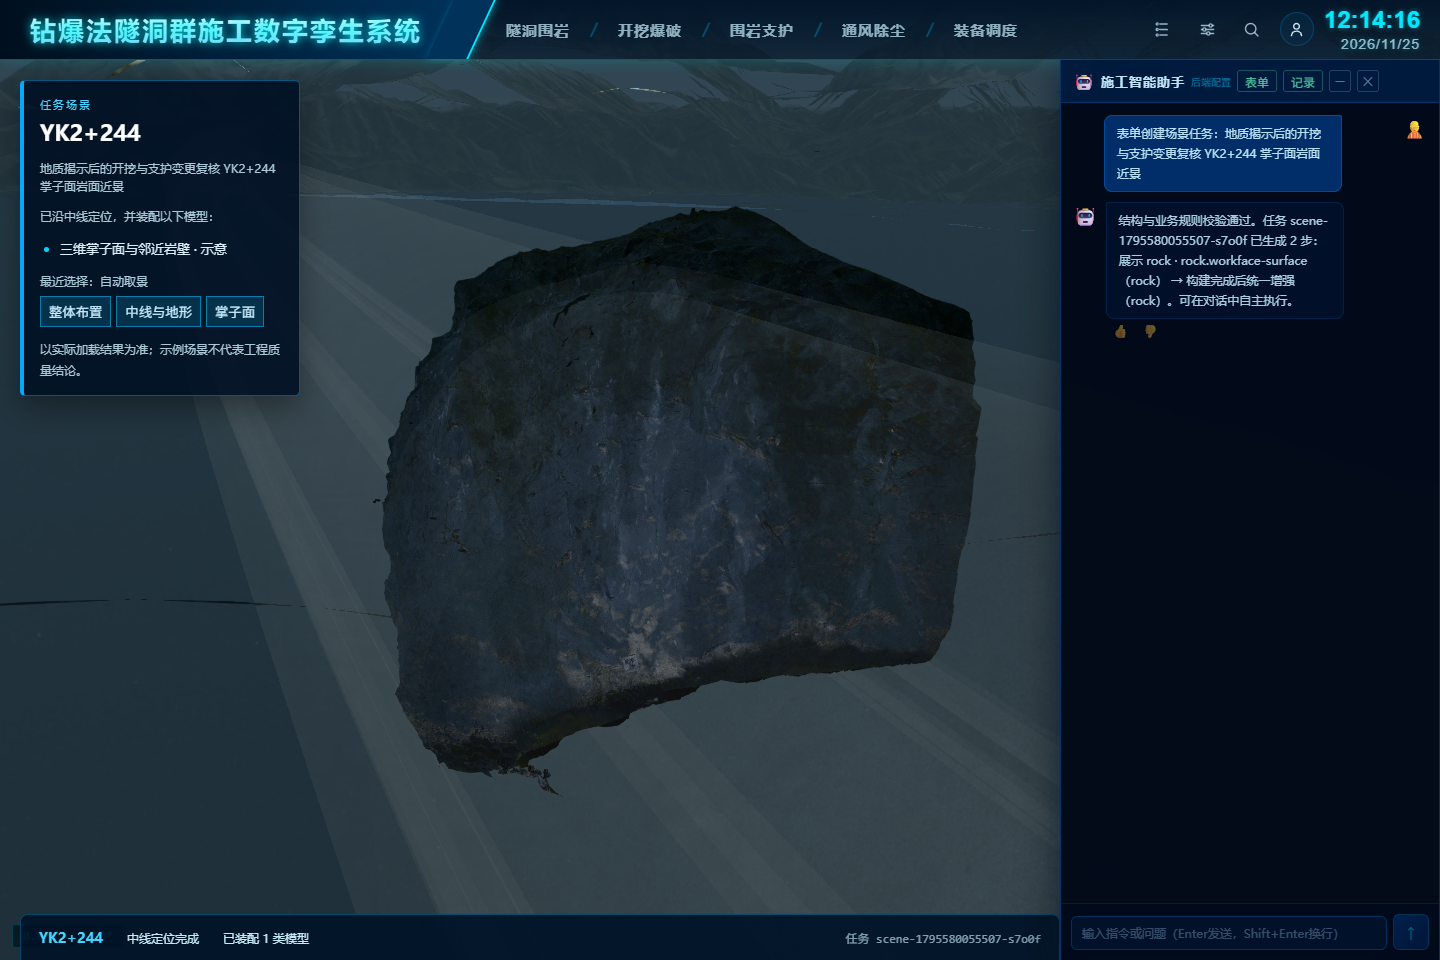 钻爆法隧洞群施工数字孪生系统
隧洞围岩 / 开挖爆破 / 围岩支护 / 通风除尘 / 装备调度
12:14:16
2026/11/25
任务场景
YK2+244
地质揭示后的开挖与支护变更复核 YK2+244
掌子面岩面近景
已沿中线定位，并装配以下模型：
三维掌子面与邻近岩壁 · 示意
最近选择：自动取景
整体布置 中线与地形 掌子面
以实际加载结果为准；示例场景不代表工程质
量结论。
施工智能助手 后端配置 表单 记录
表单创建场景任务：地质揭示后的开挖
与支护变更复核 YK2+244 掌子面岩面
近景
结构与业务规则校验通过。任务 scene-
1795580055507-s7o0f 已生成 2 步：
展示 rock · rock.workface-surface
（rock） → 构建完成后统一增强
（rock）。可在对话中自主执行。
YK2+244 中线定位完成 已装配 1 类模型 任务 scene-1795580055507-s7o0f
输入指令或问题（Enter发送，Shift+Enter换行）